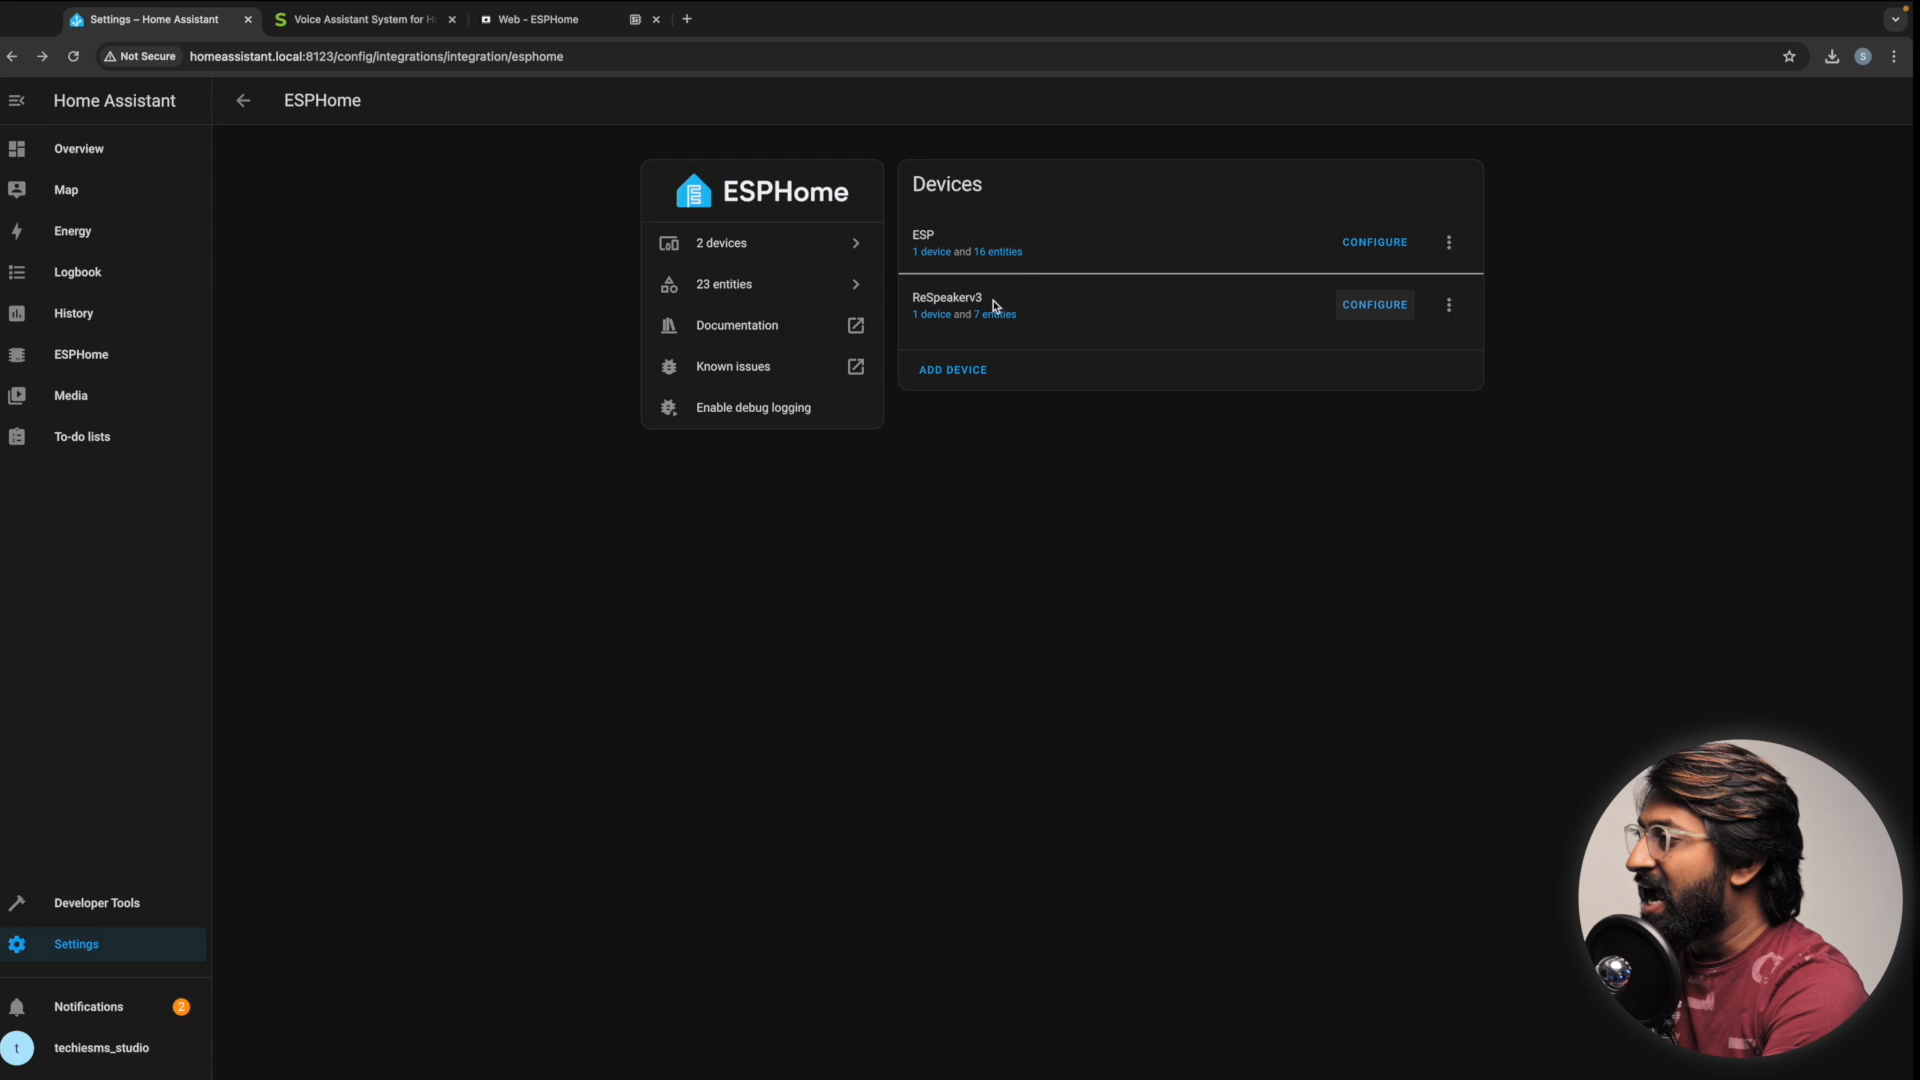 Settings – Home Assistant
Voice Assistant System for H
Web - ESPHome
Not Secure
homeassistant.local:8123/config/integrations/integration/esphome
S
Home Assistant
ESPHome
Overview
Map
Energy
Logbook
History
ESPHome
Media
To-do lists
ESPHome
2 devices
23 entities
Documentation
Known issues
Enable debug logging
Devices
ESP
1 device and 16 entities
CONFIGURE
ReSpeakerv3
1 device and 7 entities
CONFIGURE
ADD DEVICE
Developer Tools
Settings
Notifications
2
t
techiesms_studio